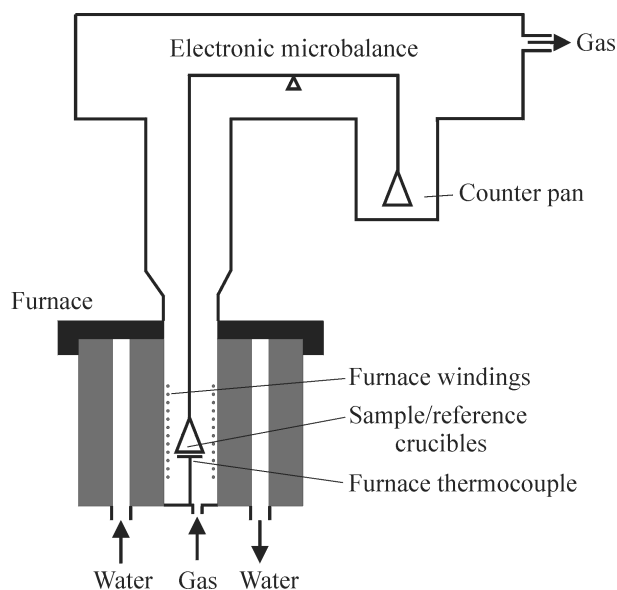 Electronic microbalance
Gas
Counter pan
Furnace
Furnace windings
Sample/reference
crucibles
Furnace thermocouple
Water
Gas
Water